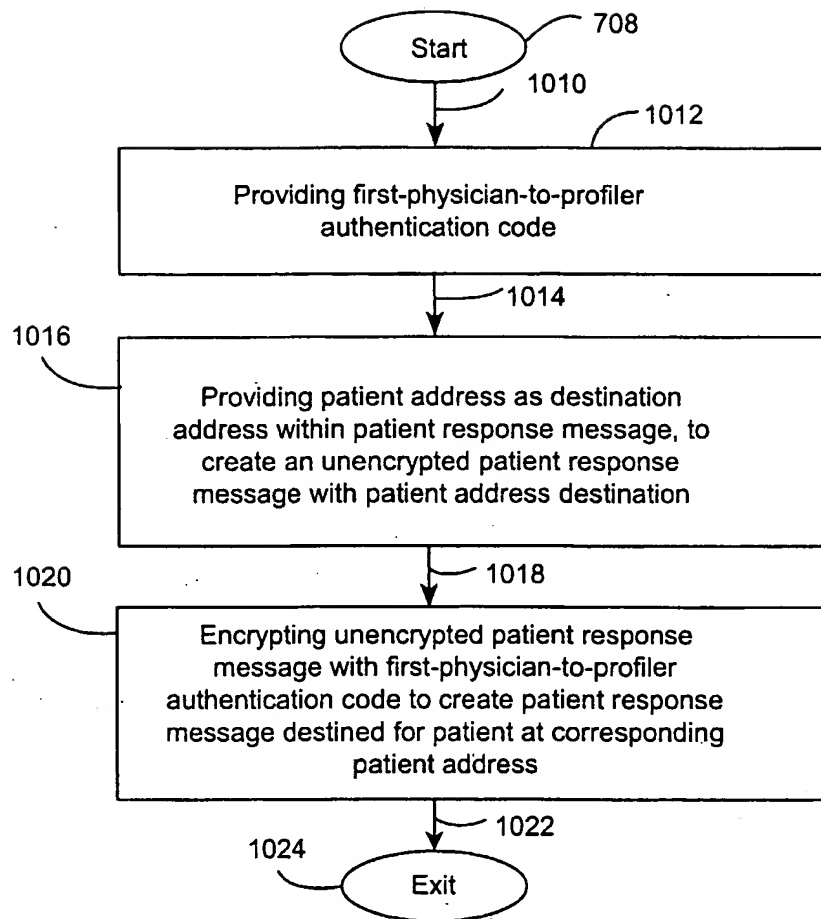 Start
708
1010
1012
Providing first-physician-to-profiler
authentication code
1014
1016
Providing patient address as destination
address within patient response message, to
create an unencrypted patient response
message with patient address destination
1018
1020
Encrypting unencrypted patient response
message with first-physician-to-profiler
authentication code to create patient response
message destined for patient at corresponding
patient address
1022
1024
Exit